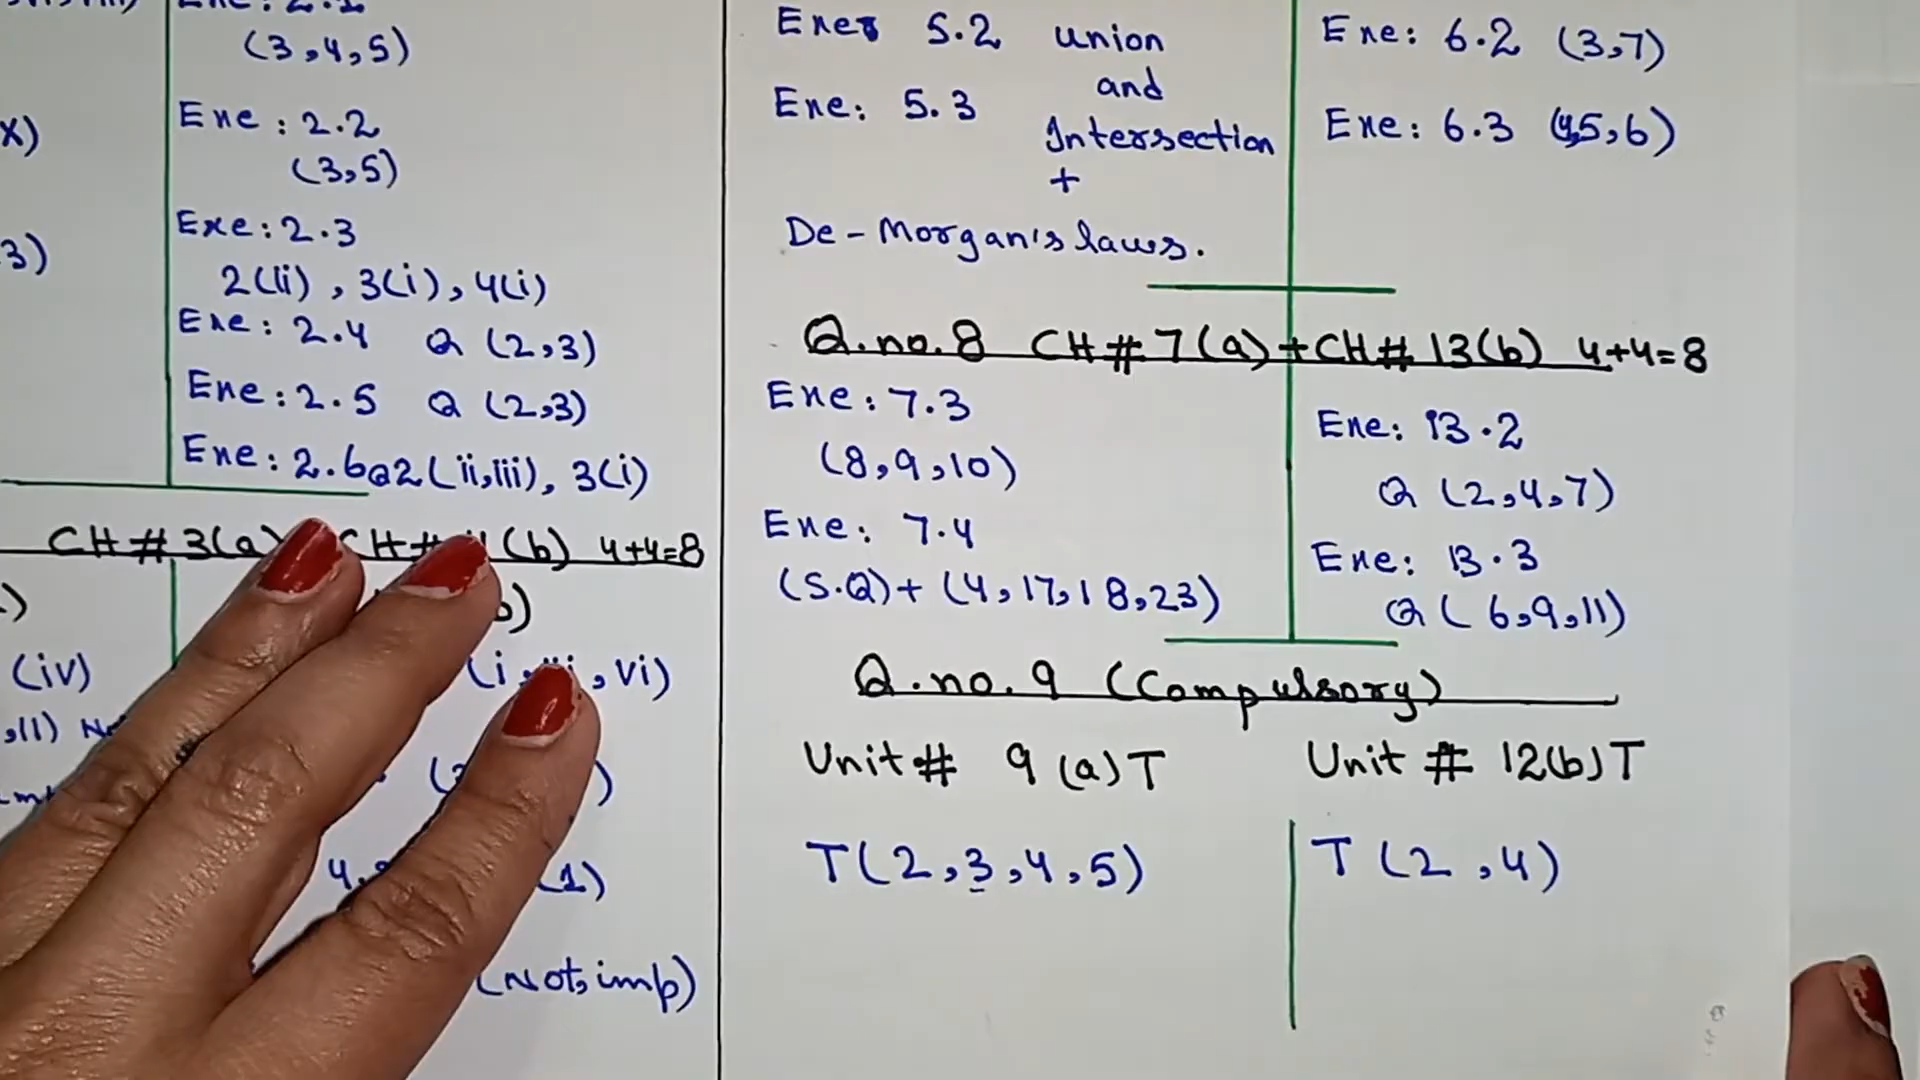 (3,4,5)
Exe: 2.2
(3,5)
x)
Exe: 2.3
3)
2(ii), 3(i), 4(i)
Exe: 2.4 Q (2,3)
Exe: 2.5 Q (2,3)
Exe: 2.6 Q2(ii,iii), 3(i)
CH # 3(a) CH# (b) 4+4=8
(iv)
,vi)
,11)
(1)
(Not, imp)
Exe: 5.2 union
and
Exe: 5.3
Intersection
+
De-Morgan's laws.
Exe: 6.2 (3,7)
Exe: 6.3 (4,5,6)
Q.no.8 CH# 7(a)+CH# 13(b) 4+4=8
Exe: 7.3
(8,9,10)
Exe: 7.4
(S.Q)+ (4,17,18,23)
Exe: 13.2
Q (2,4,7)
Exe: 13.3
Q (6,9,11)
Q.no.9 (Compulsory)
Unit# 9 (a) T
T(2,3,4,5)
Unit # 12(b) T
T (2,4)